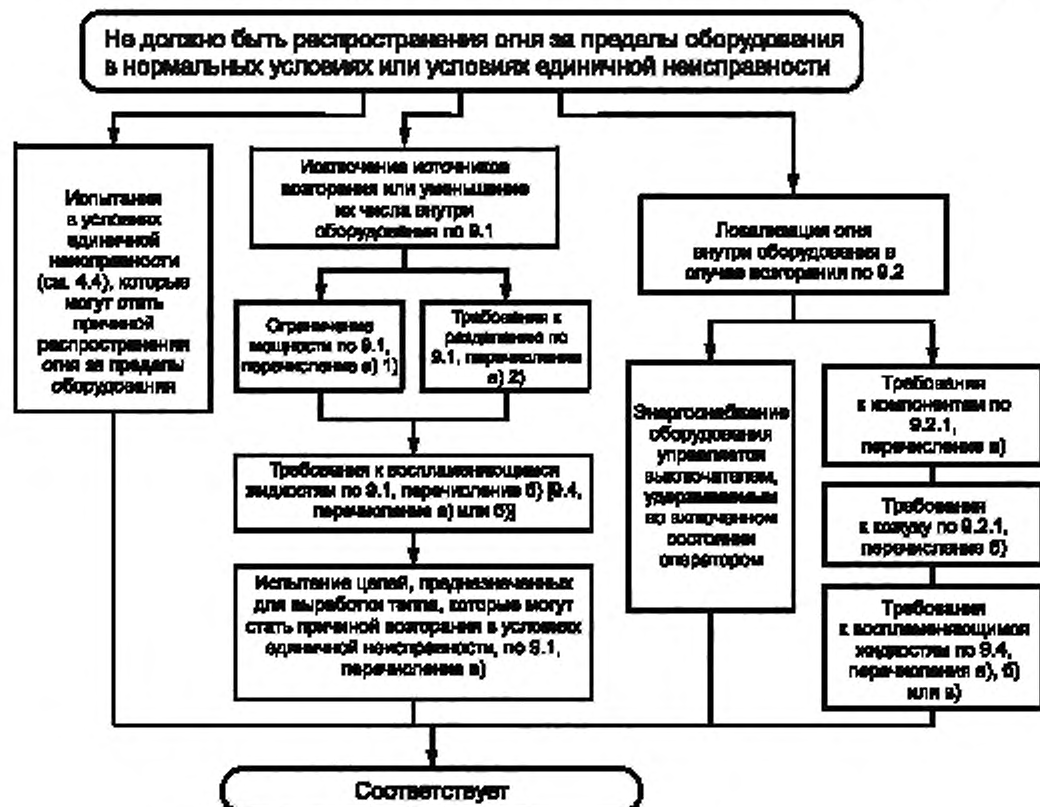 Не должно быть распространения огня за пределы оборудования
в нормальных условиях или условиях единичной неисправности
Испытания
в условиях
единичной
неисправности
(см. 4.4), которые
могут стать
причиной
распространения
огня за пределы
оборудования
Исключение источников
возгорания или уменьшение
их числа внутри
оборудования по 9.1
Ограничение
мощности по 9.1,
перечисление а) 1)
Требования к
разделению по
9.1, перечисление
а) 2)
Требования к воспламеняющимся
жидкостям по 9.1, перечисление б) [9.4,
перечисление а) или б)]
Испытание цепей, предназначенных
для выработки тепла, которые могут
стать причиной возгорания в условиях
единичной неисправности, по 9.1,
перечисление в)
Локализация огня
внутри оборудования в
случае возгорания по 9.2
Энергоснабжение
оборудования
управляется
выключателем,
удерживаемым
во включенном
состоянии
оператором
Требования
к компонентам по
9.2.1,
перечисление а)
Требования
к кожуху по 9.2.1,
перечисление б)
Требования
к воспламеняющимся
жидкостям по 9.4,
перечисления а), б)
или в)
Соответствует